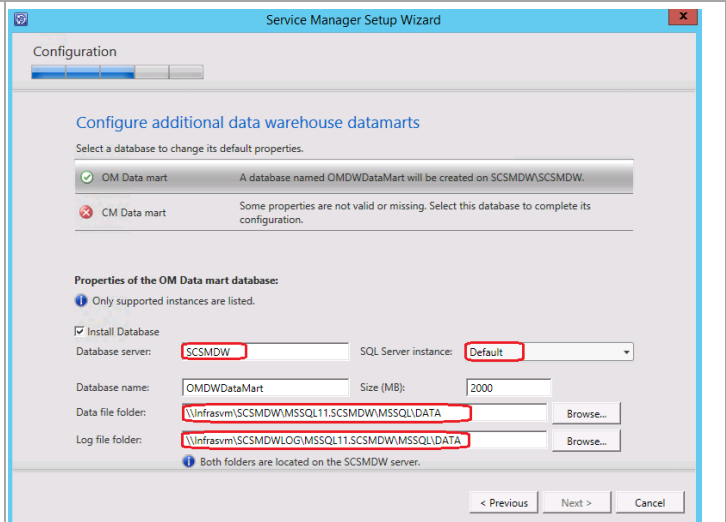 Service Manager Setup Wizard
x
Configuration
Configure additional data warehouse datamarts
Select a database to change its default properties.
OM Data mart A database named OMDWDataMart will be created on SCSMDW\SCSMDW.
CM Data mart Some properties are not valid or missing. Select this database to complete its
configuration.
Properties of the OM Data mart database:
Only supported instances are listed.
Install Database
Database server: SCSMDW SQL Server instance: Default
Database name: OMDWDataMart Size (MB): 2000
Data file folder: \\Infrasvm\SCSMDW\MSSQL11.SCSMDW\MSSQL\DATA Browse...
Log file folder: \\Infrasvm\SCSMDWLOG\MSSQL11.SCSMDW\MSSQL\DATA Browse...
Both folders are located on the SCSMDW server.
< Previous Next > Cancel